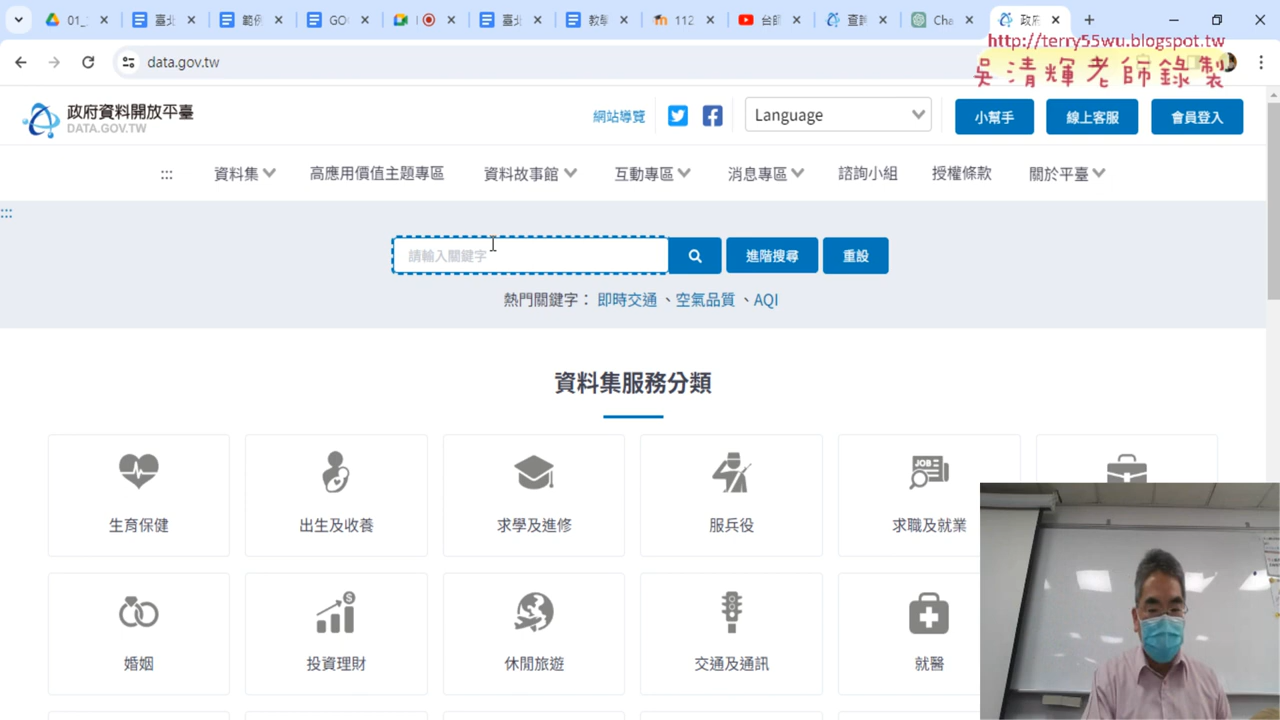 01_
臺北
範例
GO
臺北
教學
112
台
查
Cha
政府
http://terry55wu.blogspot.tw
吳清輝老師錄製
data.gov.tw
政府資料開放平臺
DATA.GOV.TW
網站導覽
Language
小幫手
線上客服
會員登入
資料集
高應用價值主題專區
資料故事館
互動專區
消息專區
諮詢小組
授權條款
關於平臺
請輸入關鍵字
進階搜尋
重設
熱門關鍵字： 即時交通 、空氣品質 、AQI
資料集服務分類
生育保健
出生及收養
求學及進修
服兵役
JOB
求職及就業
婚姻
投資理財
休閒旅遊
交通及通訊
就醫